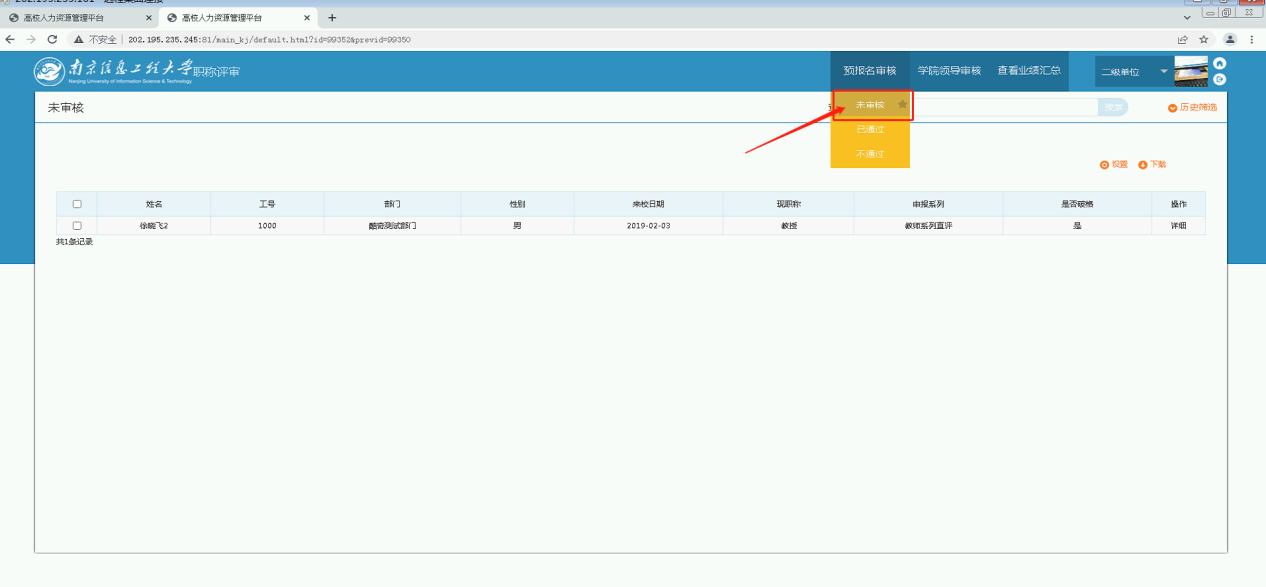 高校人力资源管理平台
高校人力资源管理平台
不安全 202.195.235.245:81/main_kj/default.html?id=99352&previd=99350
南京信息工程大学职称评审
Nanjing University of Information Science & Technology
预报名审核 学院领导审核 查看业绩汇总 二级单位
未审核
未审核
搜索
历史筛选
已通过
不通过
设置 下载
姓名 工号 部门 性别 来校日期 现职称 申报系列 是否破格 操作
徐晓飞2 1000 酷奇测试部门 男 2019-02-03 教授 教师系列直评 是 详细
共1条记录